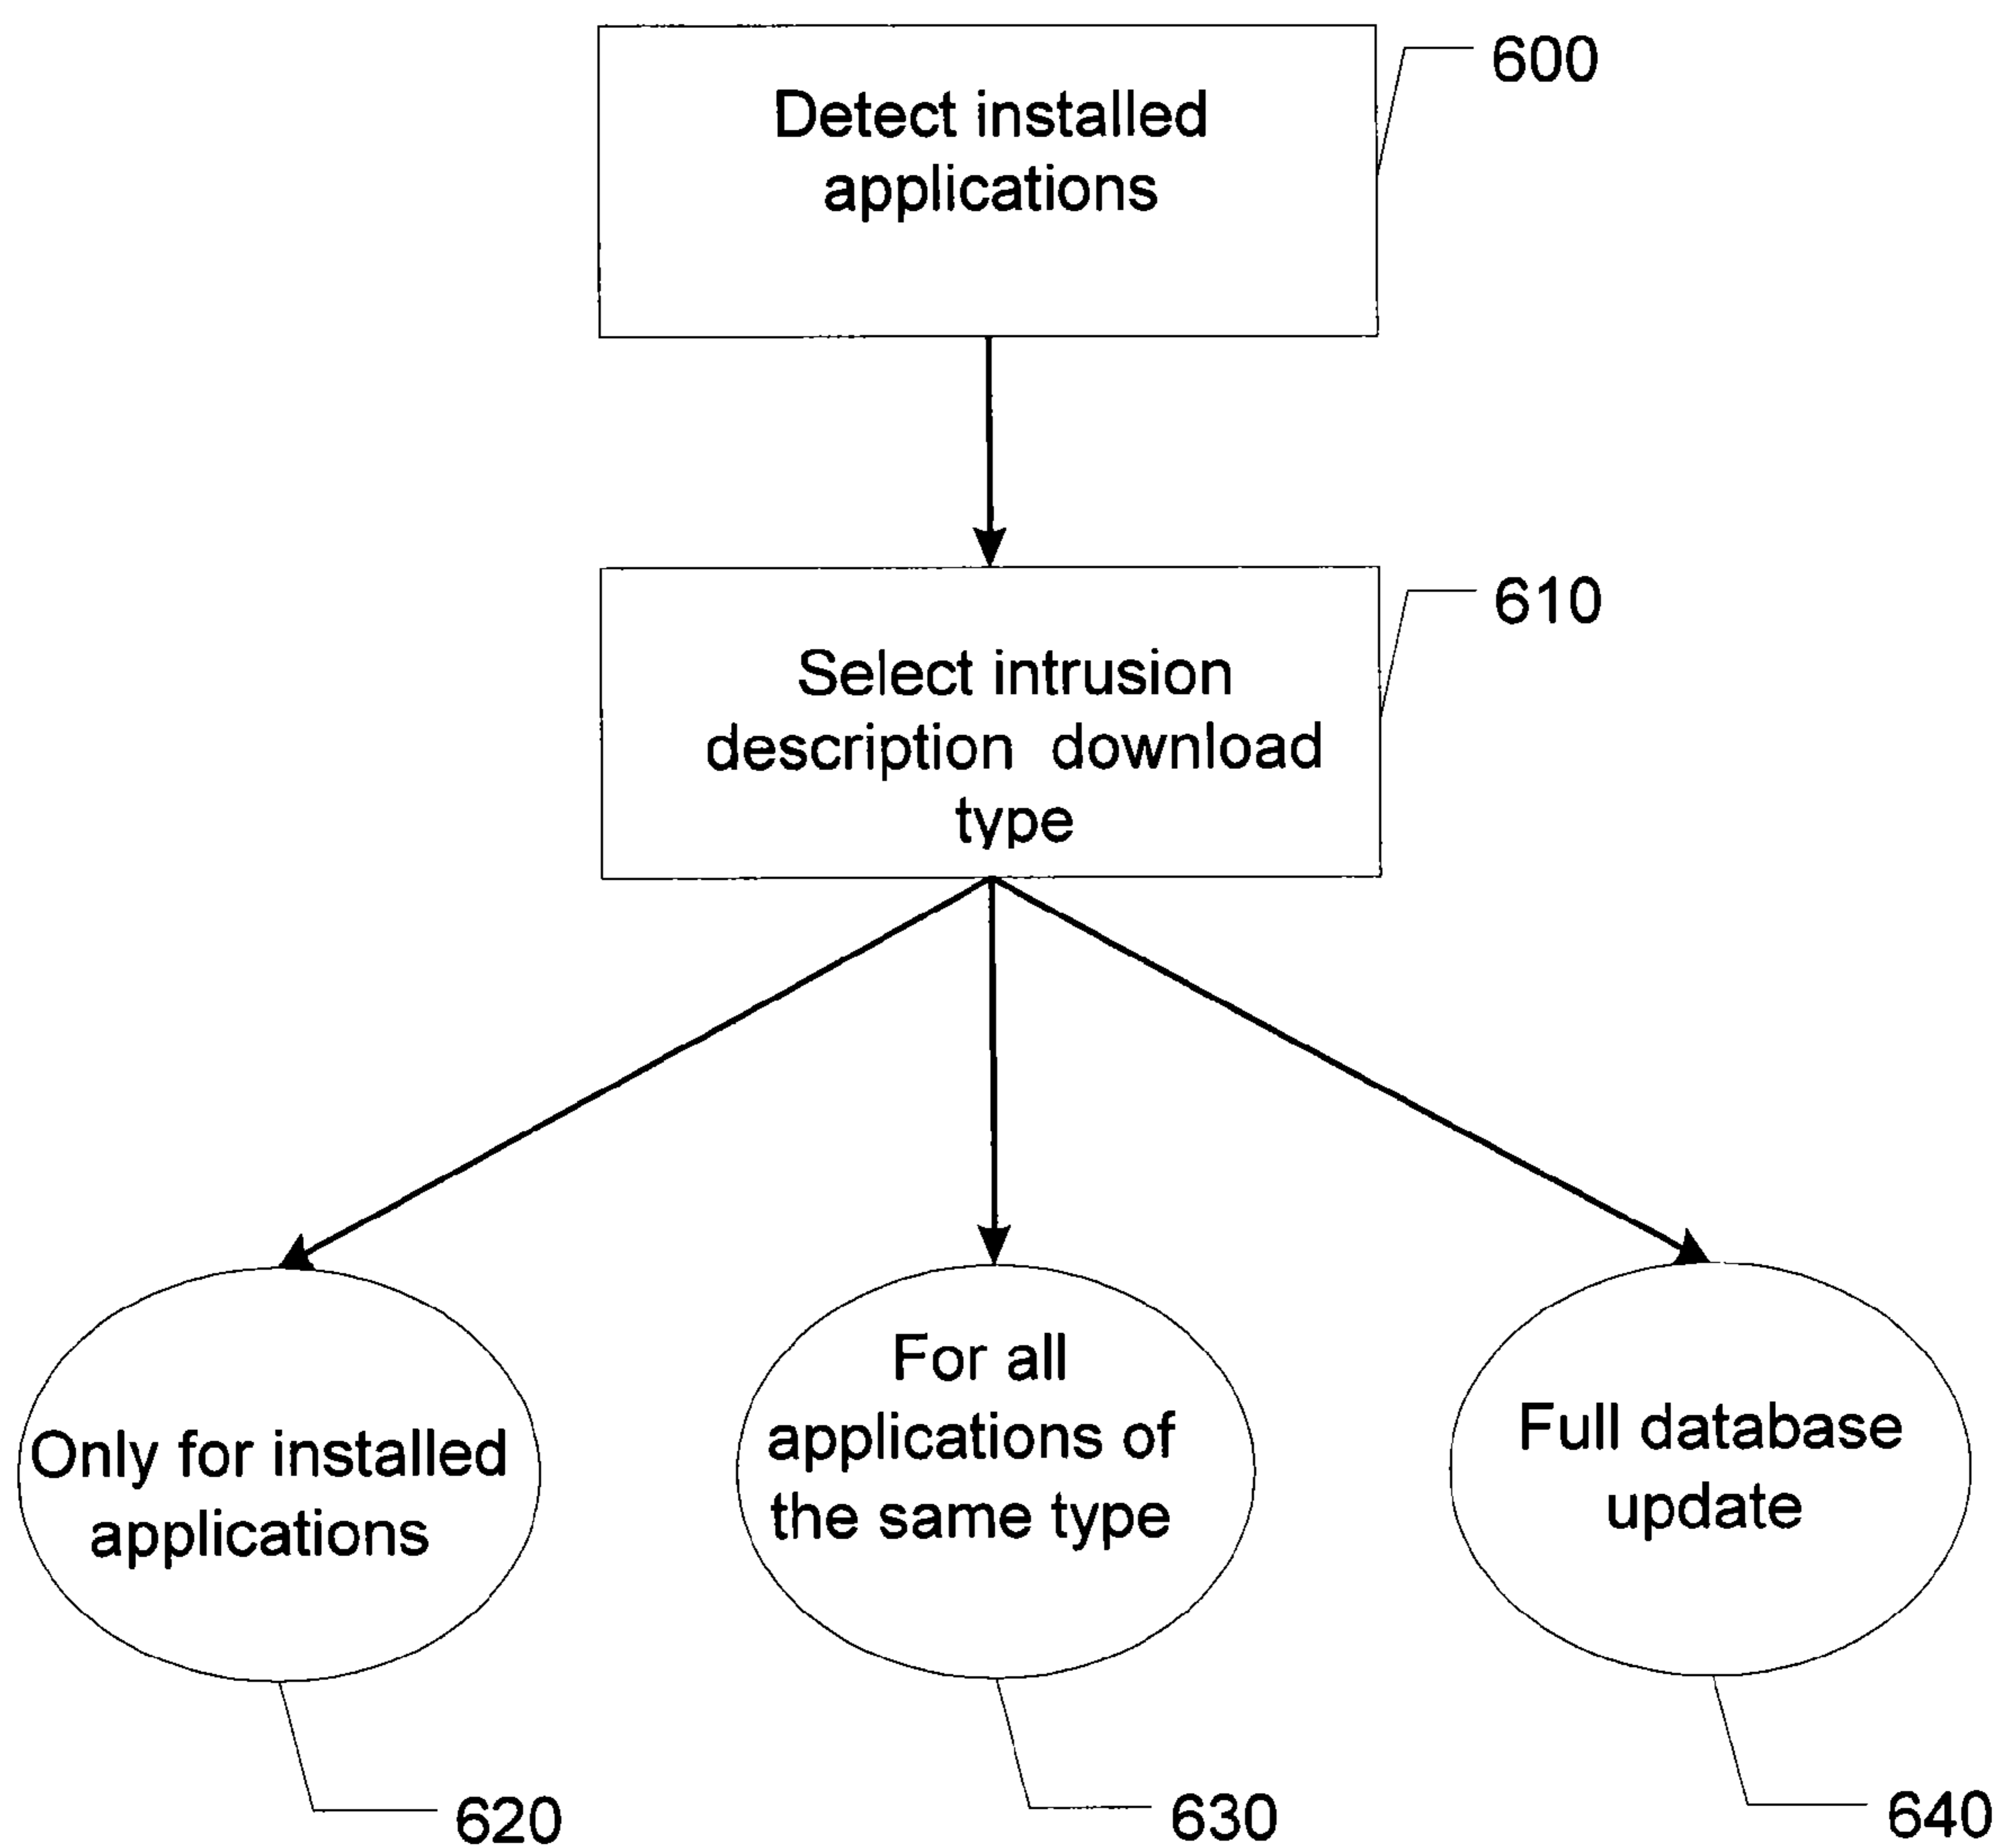 600
Detect installed
applications
610
Select intrusion
description download
type
Only for installed
applications
For all
applications of
the same type
Full database
update
620
630
640